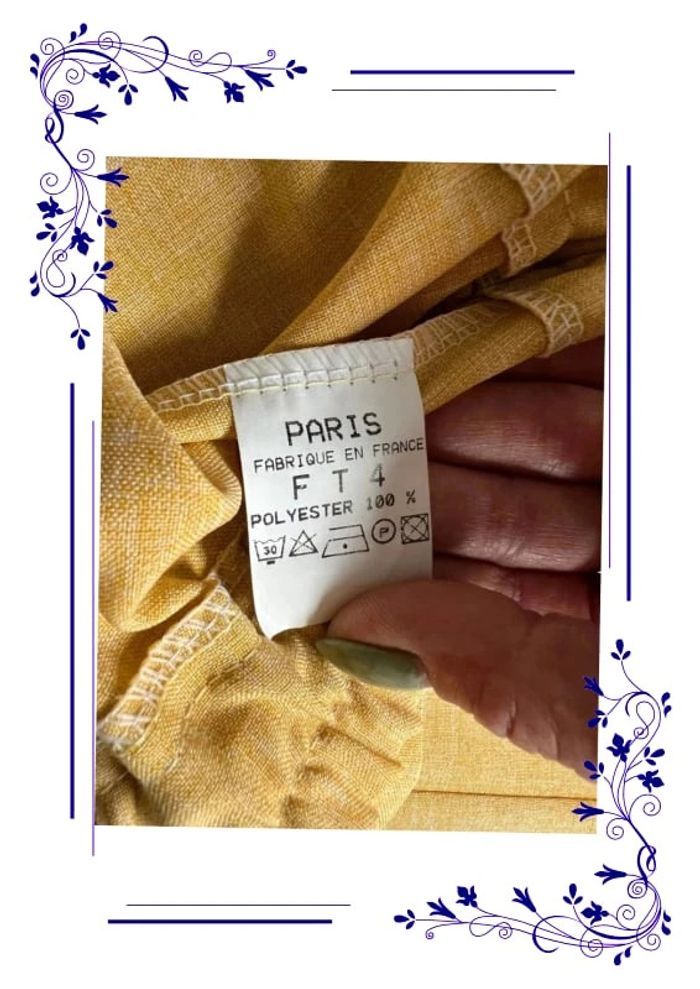 PARIS
FABRIQUE EN FRANCE
F T 4
POLYESTER 100 %
30
P